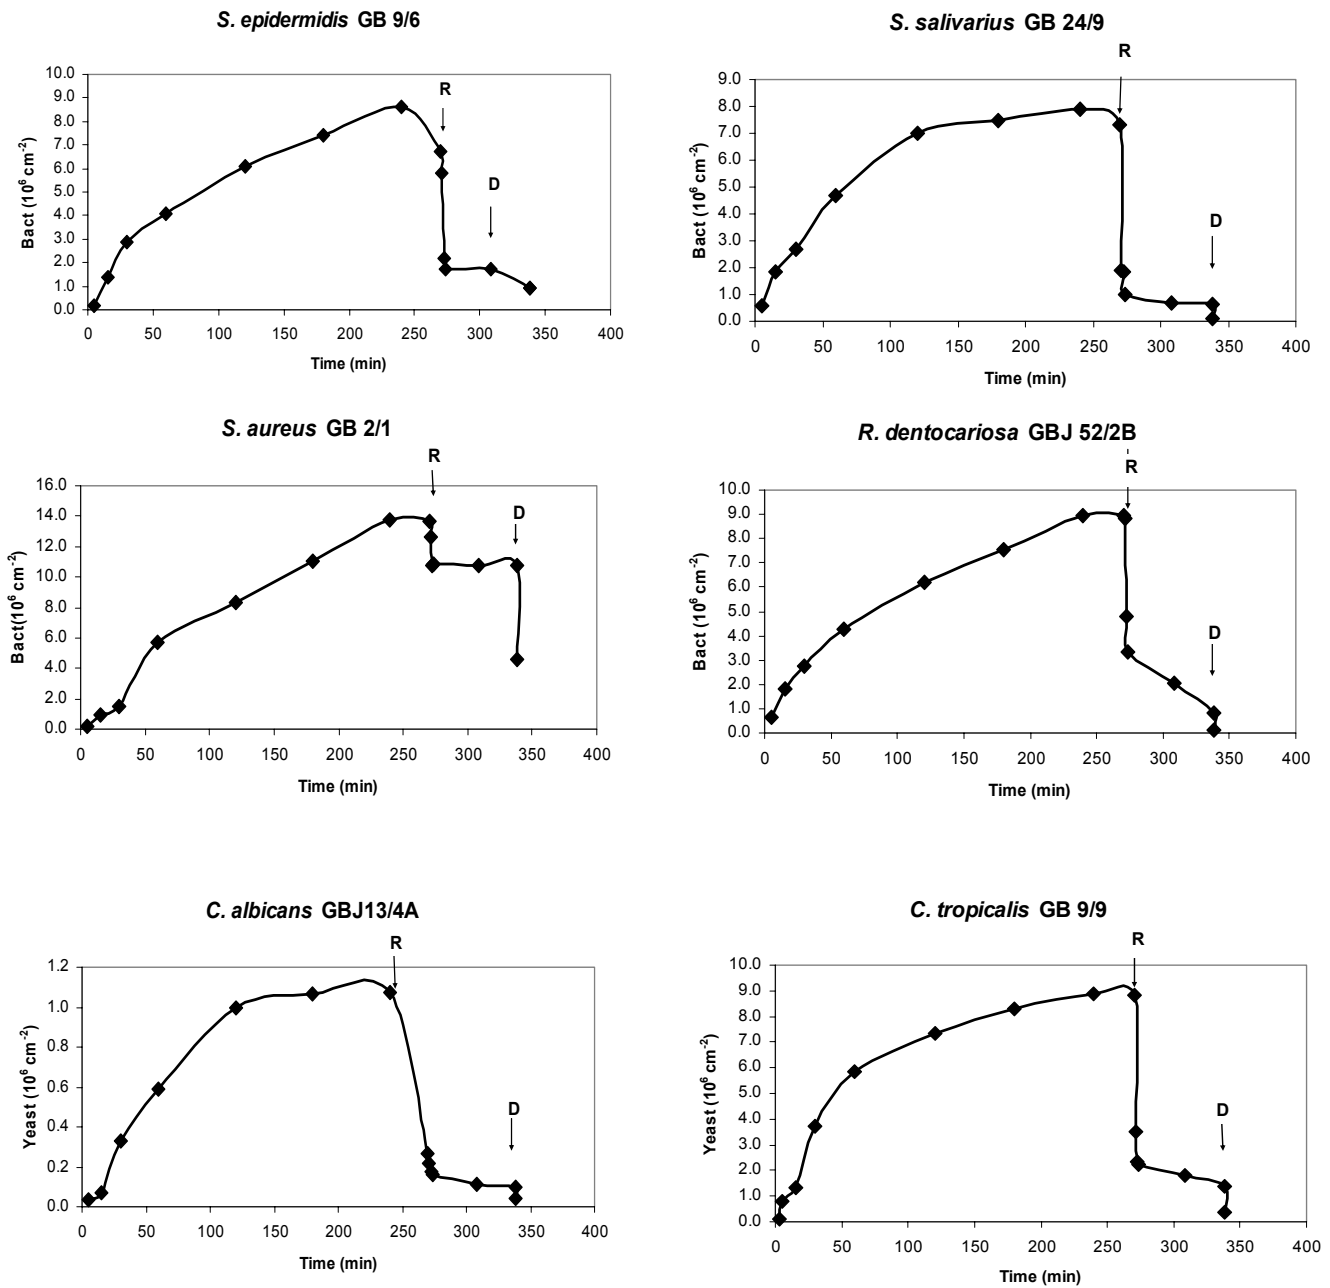 S. epidermidis GB 9/6
R
D
10.0
9.0
8.0
7.0
6.0
5.0
4.0
3.0
2.0
1.0
0.0
Bact (10⁶ cm⁻²)
0 50 100 150 200 250 300 350 400
Time (min)
S. salivarius GB 24/9
R
D
9.0
8.0
7.0
6.0
5.0
4.0
3.0
2.0
1.0
0.0
Bact (10⁶ cm⁻²)
0 50 100 150 200 250 300 350 400
Time (min)
S. aureus GB 2/1
R
D
16.0
14.0
12.0
10.0
8.0
6.0
4.0
2.0
0.0
Bact(10⁶ cm⁻²)
0 50 100 150 200 250 300 350 400
Time (min)
R. dentocariosa GBJ 52/2B
R
D
10.0
9.0
8.0
7.0
6.0
5.0
4.0
3.0
2.0
1.0
0.0
Bact (10⁶ cm⁻²)
0 50 100 150 200 250 300 350 400
Time (min)
C. albicans GBJ13/4A
R
D
1.2
1.0
0.8
0.6
0.4
0.2
0.0
Yeast (10⁶ cm⁻²)
0 50 100 150 200 250 300 350 400
Time (min)
C. tropicalis GB 9/9
R
D
10.0
9.0
8.0
7.0
6.0
5.0
4.0
3.0
2.0
1.0
0.0
Yeast (10⁶ cm⁻²)
0 50 100 150 200 250 300 350 400
Time (min)